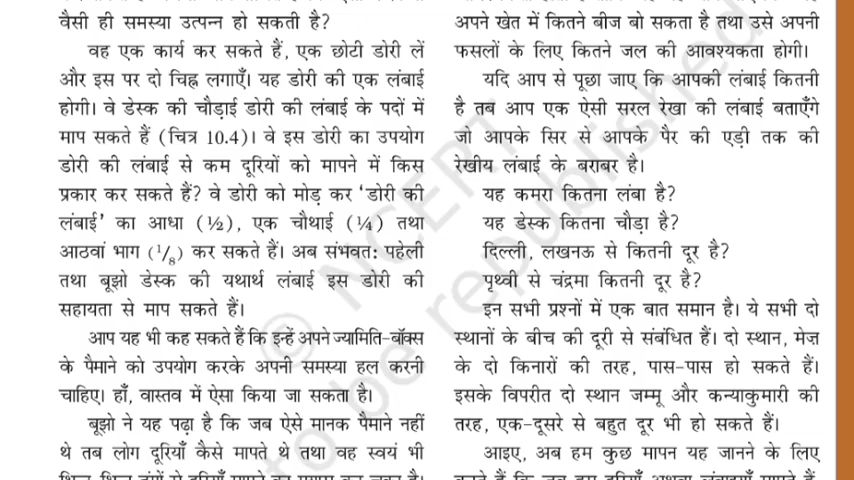 वैसी ही समस्या उत्पन्न हो सकती है?
वह एक कार्य कर सकते हैं, एक छोटी डोरी लें
और इस पर दो चिह्न लगाएँ। यह डोरी की एक लंबाई
होगी। वे डेस्क की चौड़ाई डोरी की लंबाई के पदों में
माप सकते हैं (चित्र 10.4)। वे इस डोरी का उपयोग
डोरी की लंबाई से कम दूरियों को मापने में किस
प्रकार कर सकते हैं? वे डोरी को मोड़ कर ‘डोरी की
लंबाई’ का आधा (½), एक चौथाई (¼) तथा
आठवां भाग (1/8) कर सकते हैं। अब संभवत: पहेली
तथा बूझो डेस्क की यथार्थ लंबाई इस डोरी की
सहायता से माप सकते हैं।
आप यह भी कह सकते हैं कि इन्हें अपने ज्यामिति-बॉक्स
के पैमाने को उपयोग करके अपनी समस्या हल करनी
चाहिए। हाँ, वास्तव में ऐसा किया जा सकता है।
बूझो ने यह पढ़ा है कि जब ऐसे मानक पैमाने नहीं
थे तब लोग दूरियाँ कैसे मापते थे तथा वह स्वयं भी
अपने खेत में कितने बीज बो सकता है तथा उसे अपनी
फसलों के लिए कितने जल की आवश्यकता होगी।
यदि आप से पूछा जाए कि आपकी लंबाई कितनी
है तब आप एक ऐसी सरल रेखा की लंबाई बताएँगे
जो आपके सिर से आपके पैर की एड़ी तक की
रेखीय लंबाई के बराबर है।
यह कमरा कितना लंबा है?
यह डेस्क कितना चौड़ा है?
दिल्ली, लखनऊ से कितनी दूर है?
पृथ्वी से चंद्रमा कितनी दूर है?
इन सभी प्रश्नों में एक बात समान है। ये सभी दो
स्थानों के बीच की दूरी से संबंधित हैं। दो स्थान, मेज़
के दो किनारों की तरह, पास-पास हो सकते हैं।
इसके विपरीत दो स्थान जम्मू और कन्याकुमारी की
तरह, एक-दूसरे से बहुत दूर भी हो सकते हैं।
आइए, अब हम कुछ मापन यह जानने के लिए
© NCERT
to be republished